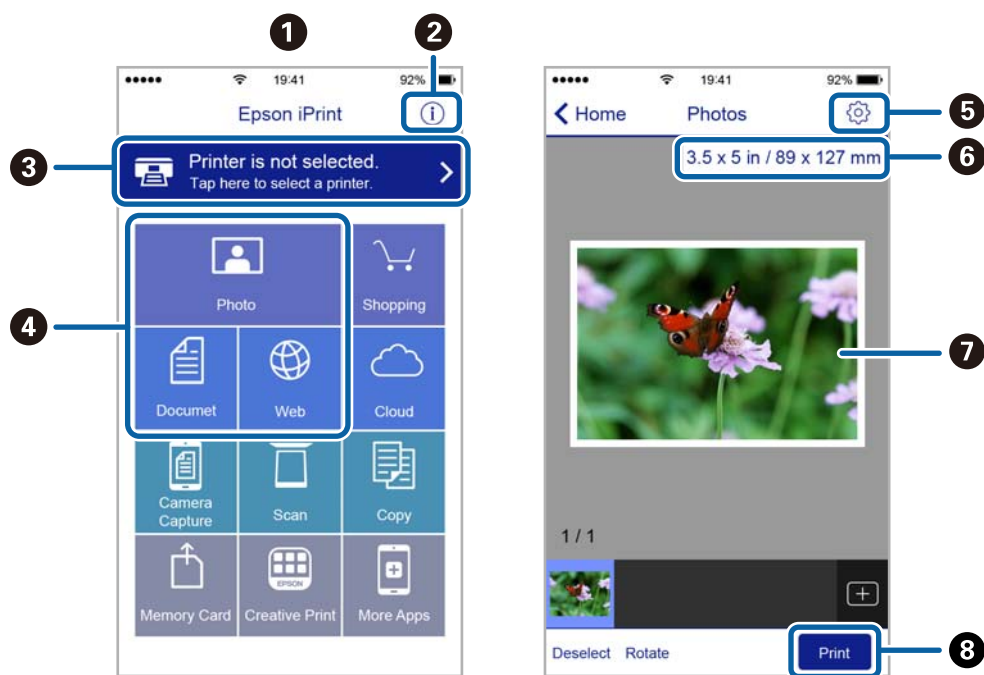 1
2
19:41
92%
Epson iPrint
3
Printer is not selected.
Tap here to select a printer.
4
Photo
Shopping
Documet
Web
Cloud
Camera
Capture
Scan
Copy
EPSON
Memory Card
Creative Print
More Apps
19:41
92%
Home
Photos
5
3.5 x 5 in / 89 x 127 mm
6
7
1 / 1
Deselect
Rotate
Print
8